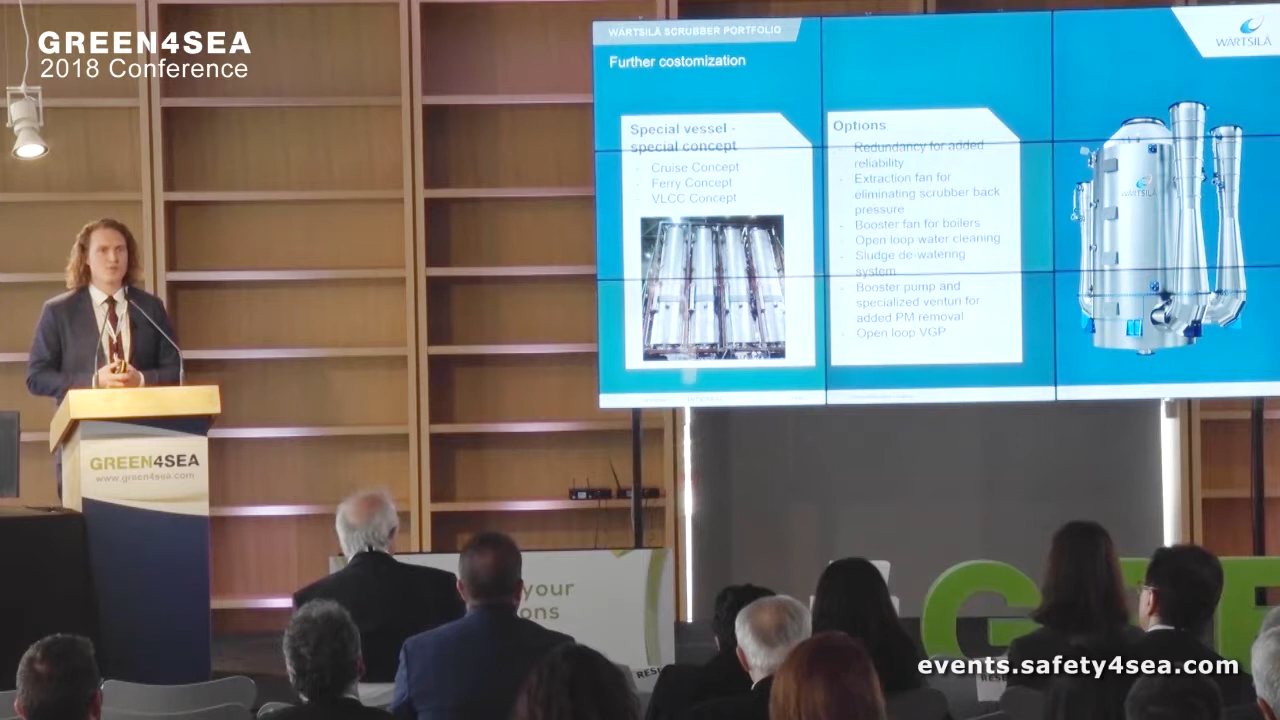 GREEN4SEA
2018 Conference
WÄRTSILÄ SCRUBBER PORTFOLIO
Further costomization
WÄRTSILÄ
Special vessel -
special concept
- Cruise Concept
- Ferry Concept
- VLCC Concept
Options
- Redundancy for added
reliability
- Extraction fan for
eliminating scrubber back
pressure
- Booster fan for boilers
- Open loop water cleaning
- Sludge de-watering
system
- Booster pump and
specialized venturi for
added PM removal
- Open loop VGP
WÄRTSILÄ
GREEN4SEA
www.green4sea.com
your
ons
events.safety4sea.com